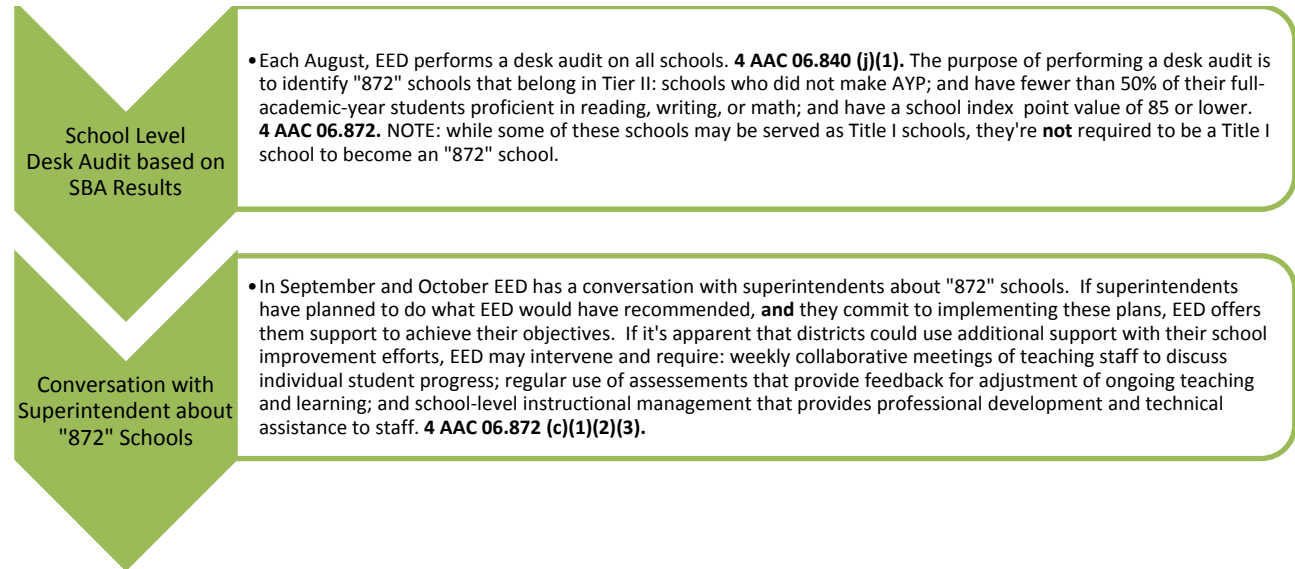 School Level
Desk Audit based on
SBA Results
•Each August, EED performs a desk audit on all schools. 4 AAC 06.840 (j)(1). The purpose of performing a desk audit is
to identify "872" schools that belong in Tier II: schools who did not make AYP; and have fewer than 50% of their full-
academic-year students proficient in reading, writing, or math; and have a school index point value of 85 or lower.
4 AAC 06.872. NOTE: while some of these schools may be served as Title I schools, they're not required to be a Title I
school to become an "872" school.
Conversation with
Superintendent about
"872" Schools
•In September and October EED has a conversation with superintendents about "872" schools. If superintendents
have planned to do what EED would have recommended, and they commit to implementing these plans, EED offers
them support to achieve their objectives. If it's apparent that districts could use additional support with their school
improvement efforts, EED may intervene and require: weekly collaborative meetings of teaching staff to discuss
individual student progress; regular use of assessements that provide feedback for adjustment of ongoing teaching
and learning; and school-level instructional management that provides professional development and technical
assistance to staff. 4 AAC 06.872 (c)(1)(2)(3).